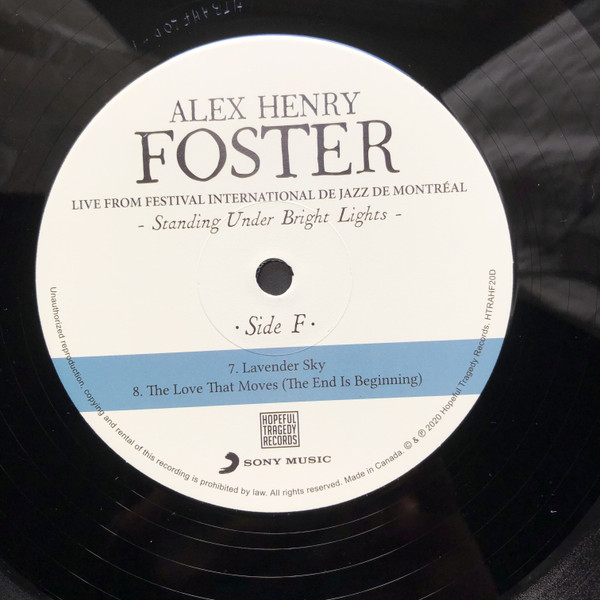 ALEX HENRY
FOSTER
LIVE FROM FESTIVAL INTERNATIONAL DE JAZZ DE MONTRÉAL
- Standing Under Bright Lights -
· Side F ·
7. Lavender Sky
8. The Love That Moves (The End Is Beginning)
HOPEFUL
TRAGEDY
RECORDS
SONY MUSIC
Unauthorized reproduction, copying and rental of this recording is prohibited by law. All rights reserved. Made in Canada. © & ℗ 2020 Hopeful Tragedy Records. HTRAHF20D